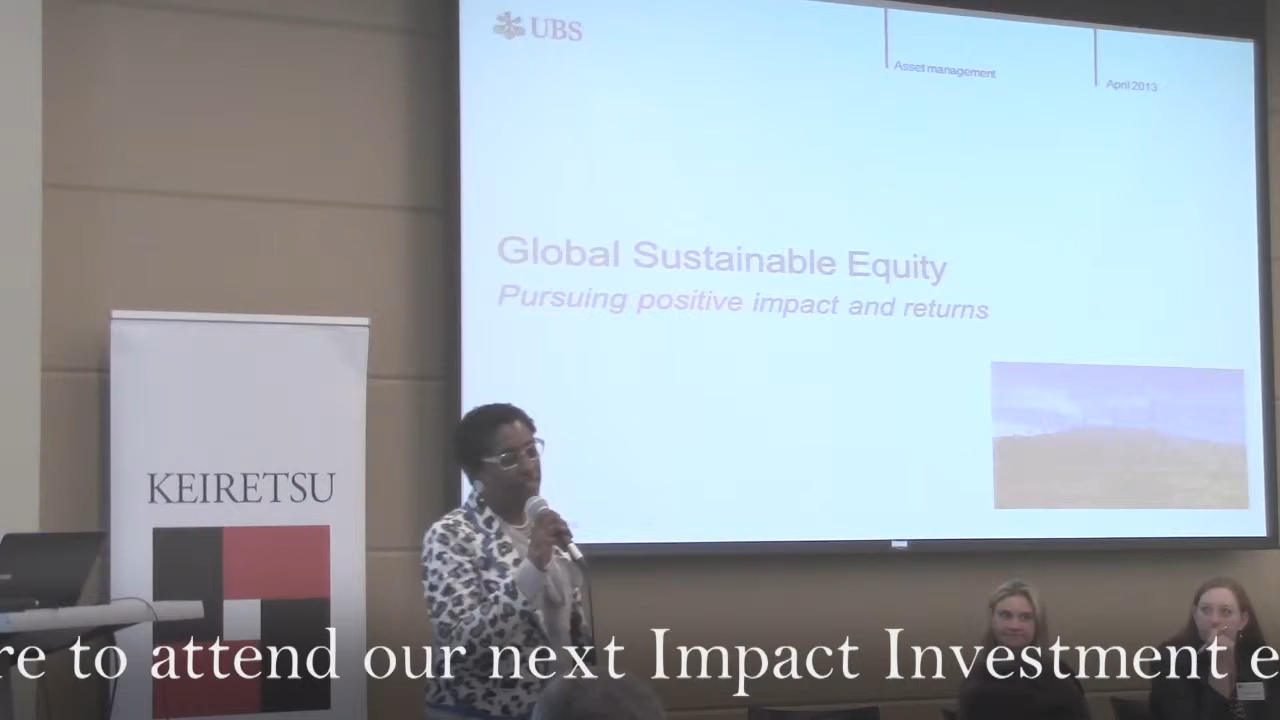 UBS
Asset management
April 2013
Global Sustainable Equity
Pursuing positive impact and returns
KEIRETSU
re to attend our next Impact Investment e